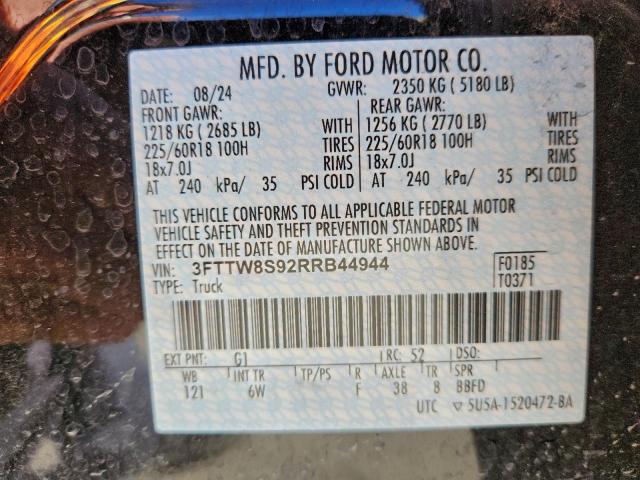 MFD. BY FORD MOTOR CO.
DATE: 08/24 GVWR: 2350 KG ( 5180 LB)
FRONT GAWR: REAR GAWR:
1218 KG ( 2685 LB) WITH 1256 KG ( 2770 LB) WITH
225/60R18 100H TIRES 225/60R18 100H TIRES
18x7.0J RIMS 18x7.0J RIMS
AT 240 kPa/ 35 PSI COLD AT 240 kPa/ 35 PSI COLD
THIS VEHICLE CONFORMS TO ALL APPLICABLE FEDERAL MOTOR
VEHICLE SAFETY AND THEFT PREVENTION STANDARDS IN
EFFECT ON THE DATE OF MANUFACTURE SHOWN ABOVE.
VIN: 3FTTW8S92RRB44944 F0185
TYPE: Truck T0371
EXT PNT: G1 RC: 52 DSO:
WB INT TR TP/PS R AXLE TR SPR
121 6W F 38 8 BBFD
UTC ▽ 5U5A-1520472-BA